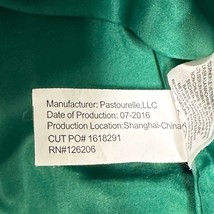 Manufacturer: Pastourelle,LLC
Date of Production: 07-2016
Production Location:Shanghai-China
CUT PO# 1618291
RN#126206